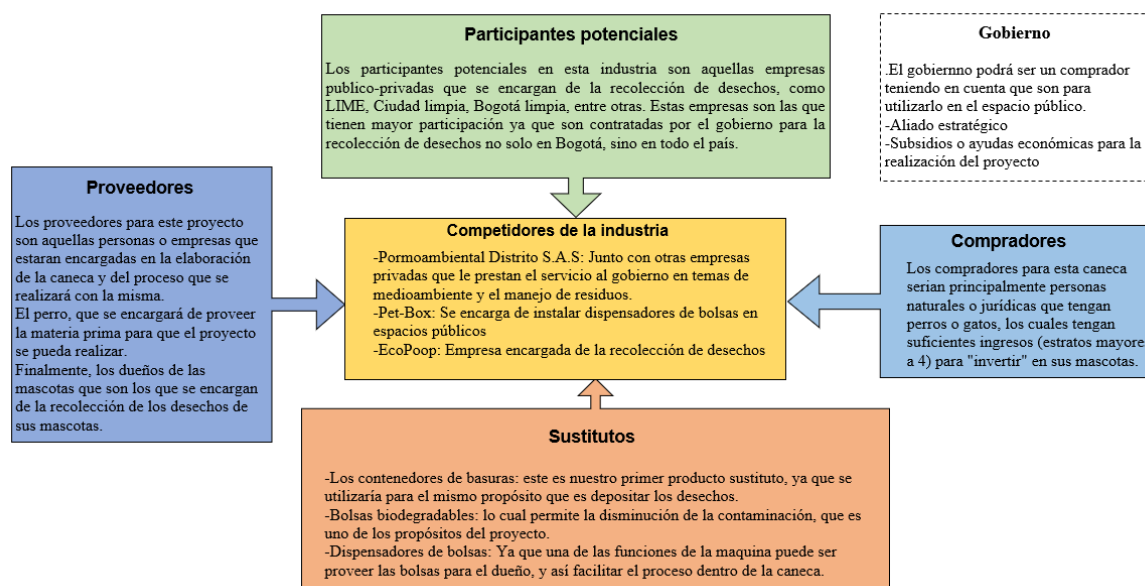 Participantes potenciales
Los participantes potenciales en esta industria son aquellas empresas
publico-privadas que se encargan de la recolección de desechos, como
LIME, Ciudad limpia, Bogotá limpia, entre otras. Estas empresas son las que
tienen mayor participación ya que son contratadas por el gobierno para la
recolección de desechos no solo en Bogotá, sino en todo el país.
Gobierno
.El gobiernno podrá ser un comprador
teniendo en cuenta que son para
utilizarlo en el espacio público.
-Aliado estratégico
-Subsidios o ayudas económicas para la
realización del proyecto
Proveedores
Los proveedores para este proyecto
son aquellas personas o empresas que
estaran encargadas en la elaboración
de la caneca y del proceso que se
realizará con la misma.
El perro, que se encargará de proveer
la materia prima para que el proyecto
se pueda realizar.
Finalmente, los dueños de las
mascotas que son los que se encargan
de la recolección de los desechos de
sus mascotas.
Competidores de la industria
-Pormoambiental Distrito S.A.S: Junto con otras empresas
privadas que le prestan el servicio al gobierno en temas de
medioambiente y el manejo de residuos.
-Pet-Box: Se encarga de instalar dispensadores de bolsas en
espacios públicos
-EcoPoop: Empresa encargada de la recolección de desechos
Compradores
Los compradores para esta caneca
serian principalmente personas
naturales o jurídicas que tengan
perros o gatos, los cuales tengan
suficientes ingresos (estratos mayore
a 4) para "invertir" en sus mascotas.
Sustitutos
-Los contenedores de basuras: este es nuestro primer producto sustituto, ya que se
utilizaría para el mismo propósito que es depositar los desechos.
-Bolsas biodegradables: lo cual permite la disminución de la contaminación, que es
uno de los propósitos del proyecto.
-Dispensadores de bolsas: Ya que una de las funciones de la maquina puede ser
proveer las bolsas para el dueño, y así facilitar el proceso dentro de la caneca.